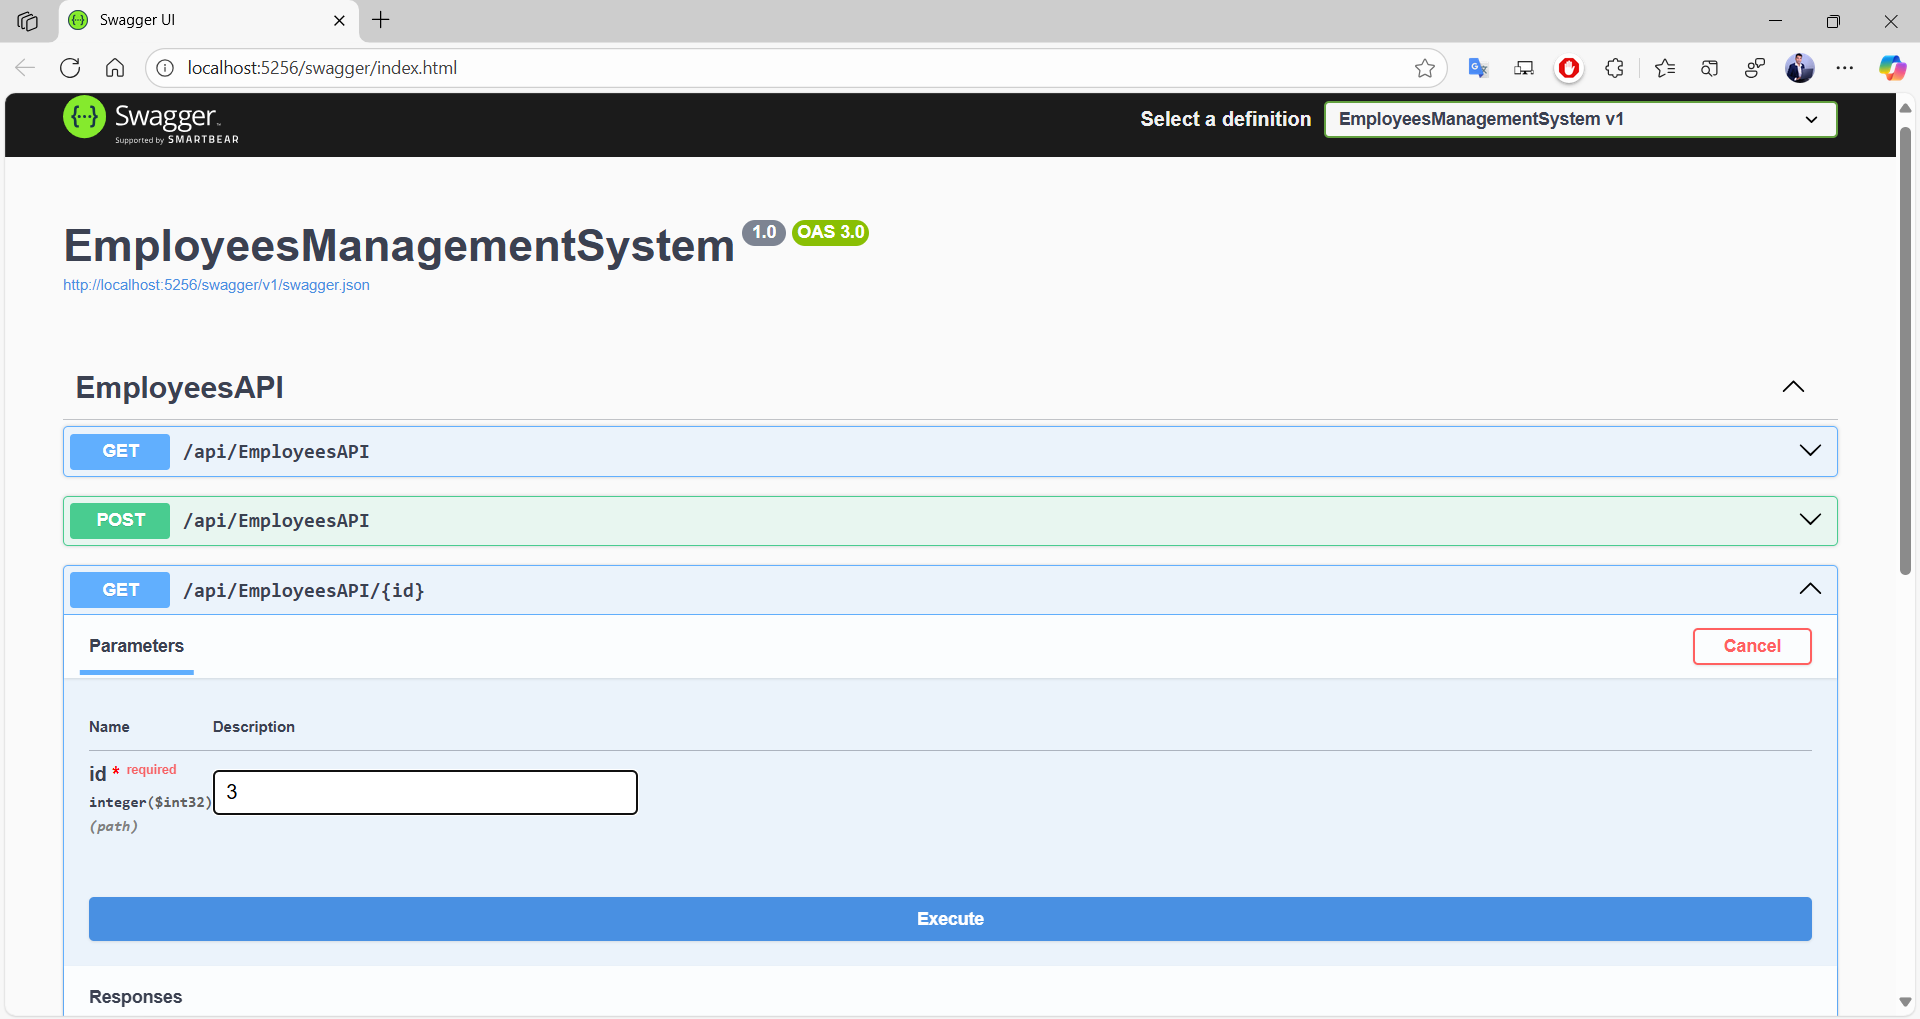 Swagger UI
localhost:5256/swagger/index.html
Swagger
Supported by SMARTBEAR
Select a definition
EmployeesManagementSystem v1
EmployeesManagementSystem 1.0 OAS 3.0
http://localhost:5256/swagger/v1/swagger.json
EmployeesAPI
GET /api/EmployeesAPI
POST /api/EmployeesAPI
GET /api/EmployeesAPI/{id}
Parameters
Cancel
Name Description
id * required
integer($int32)
(path)
3
Execute
Responses